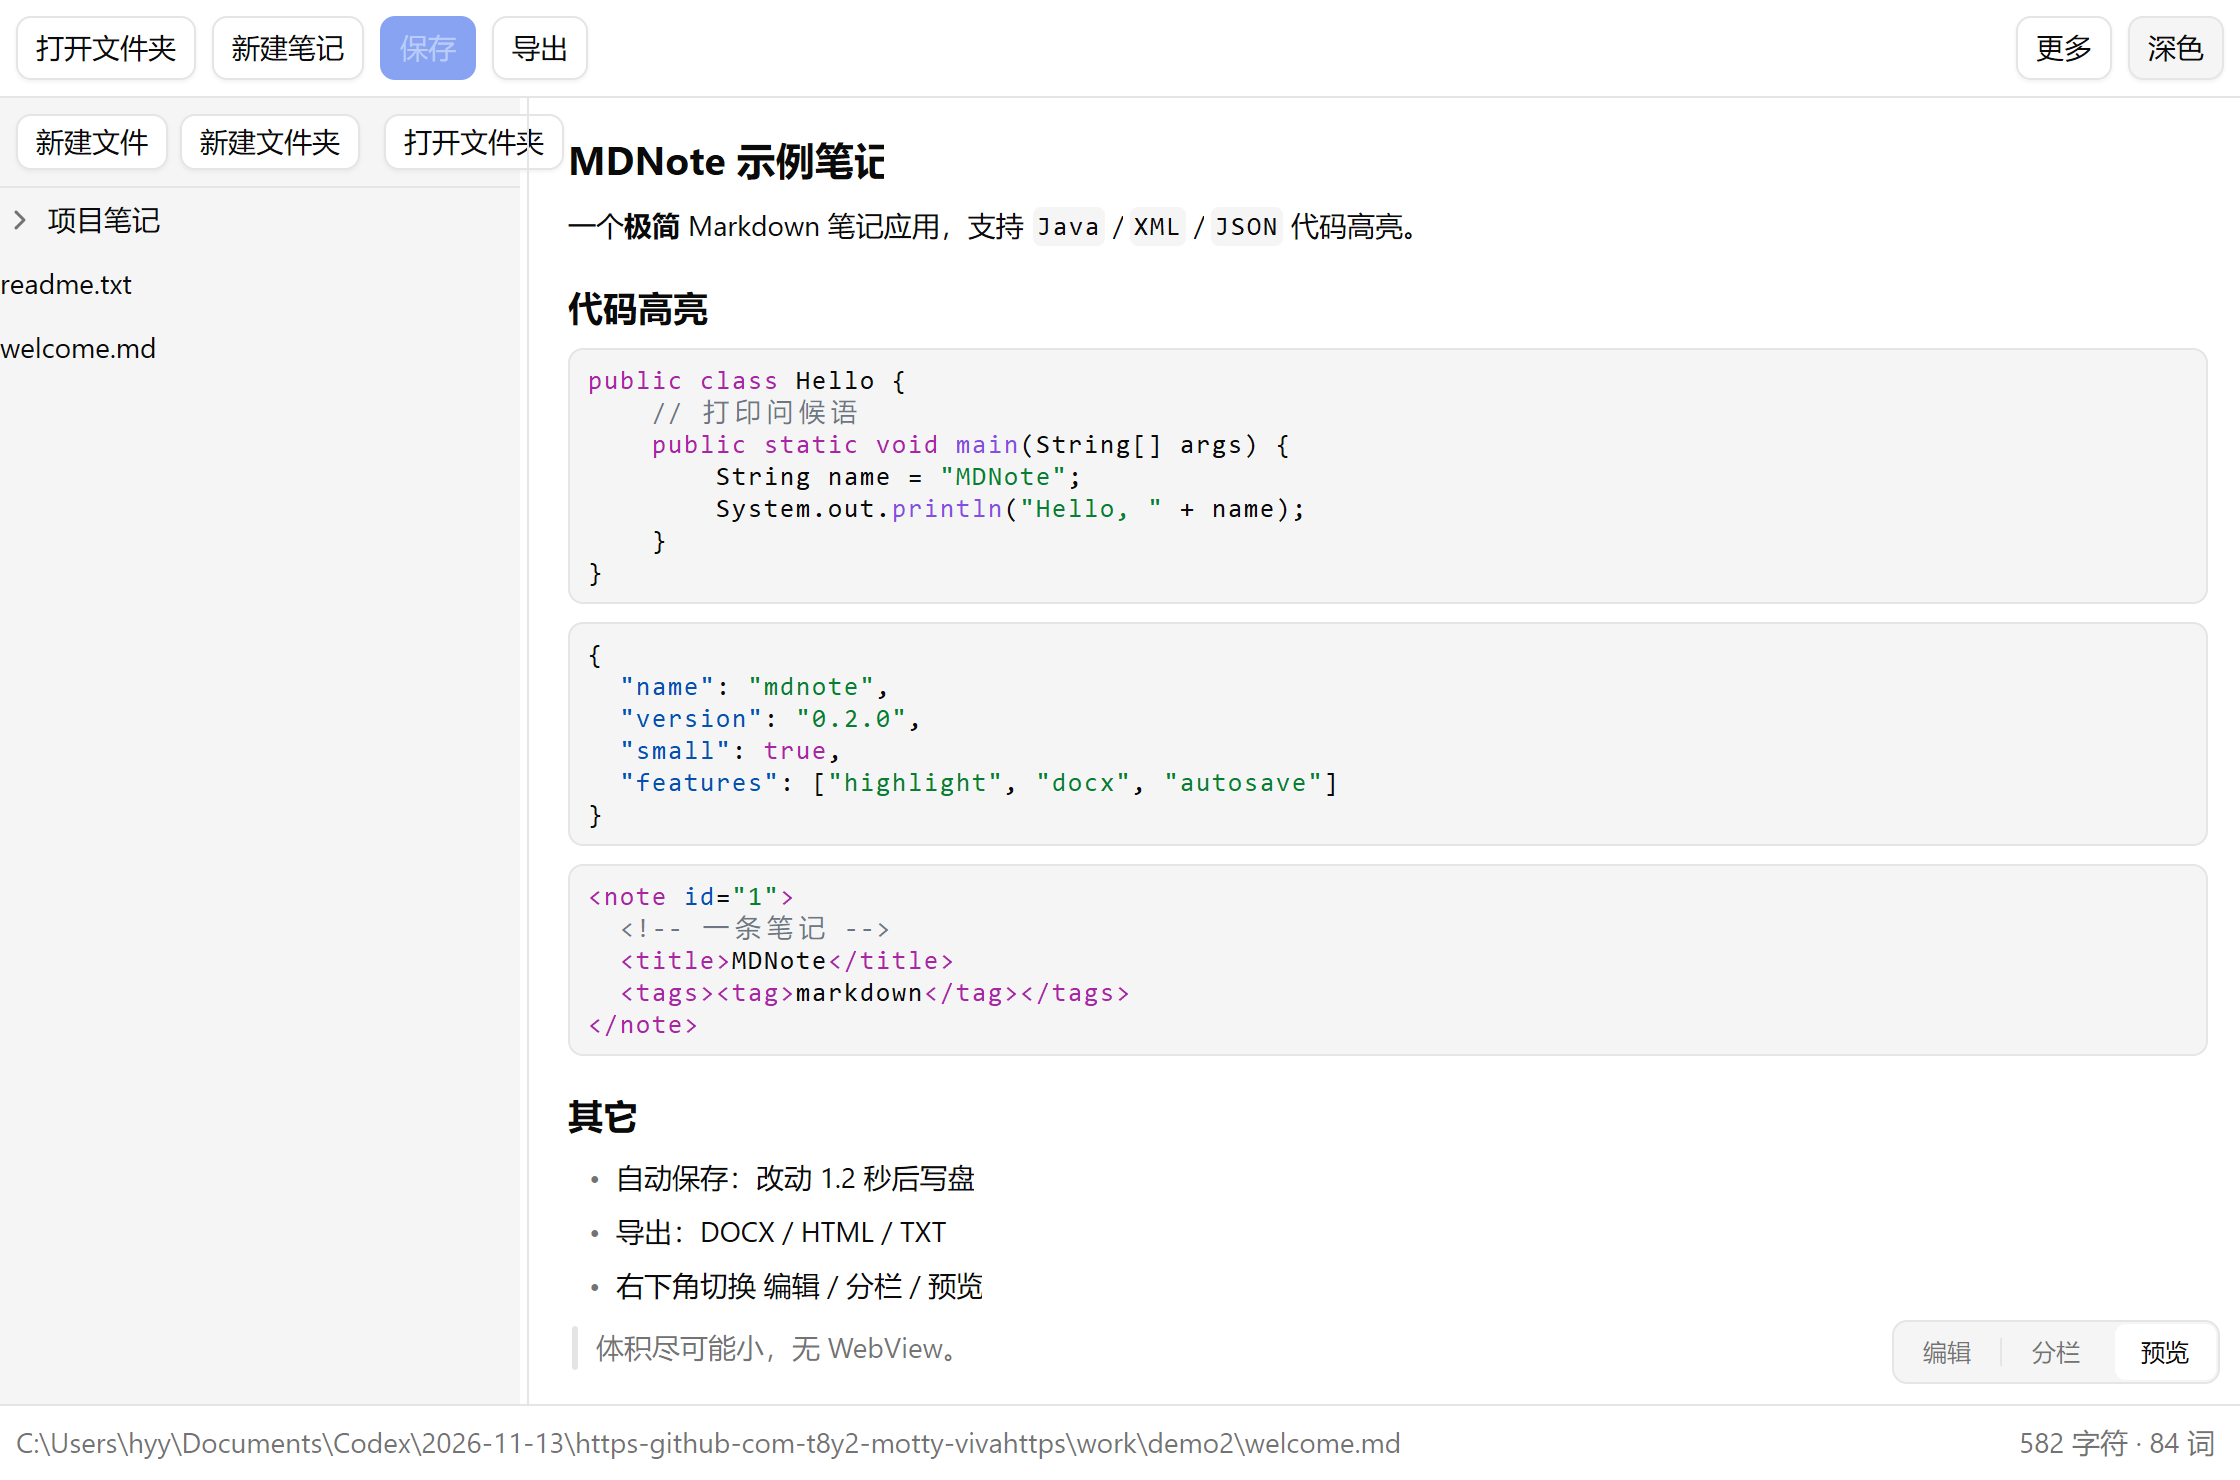 打开文件夹 新建笔记 保存 导出 更多 深色
新建文件 新建文件夹 打开文件夹
项目笔记
readme.txt
welcome.md
MDNote 示例笔记
一个极简 Markdown 笔记应用，支持 Java / XML / JSON 代码高亮。
代码高亮
public class Hello {
    // 打印问候语
    public static void main(String[] args) {
        String name = "MDNote";
        System.out.println("Hello, " + name);
    }
}
{
  "name": "mdnote",
  "version": "0.2.0",
  "small": true,
  "features": ["highlight", "docx", "autosave"]
}
<note id="1">
  <!-- 一条笔记 -->
  <title>MDNote</title>
  <tags><tag>markdown</tag></tags>
</note>
其它
• 自动保存：改动 1.2 秒后写盘
• 导出：DOCX / HTML / TXT
• 右下角切换 编辑 / 分栏 / 预览
体积尽可能小，无 WebView。
编辑 分栏 预览
C:\Users\hyy\Documents\Codex\2026-11-13\https-github-com-t8y2-motty-vivahttps\work\demo2\welcome.md
582 字符 · 84 词